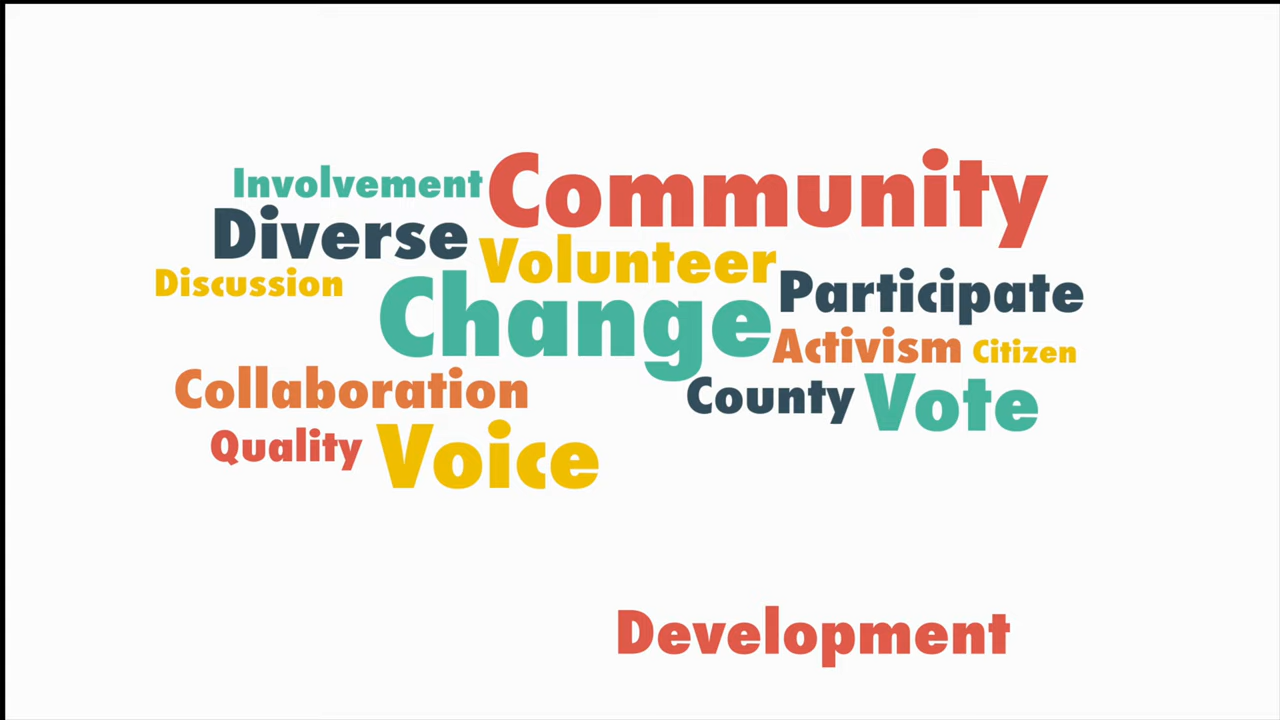 Involvement Community
Diverse Volunteer
Discussion Change Participate
Activism Citizen
Collaboration County Vote
Quality Voice
Development